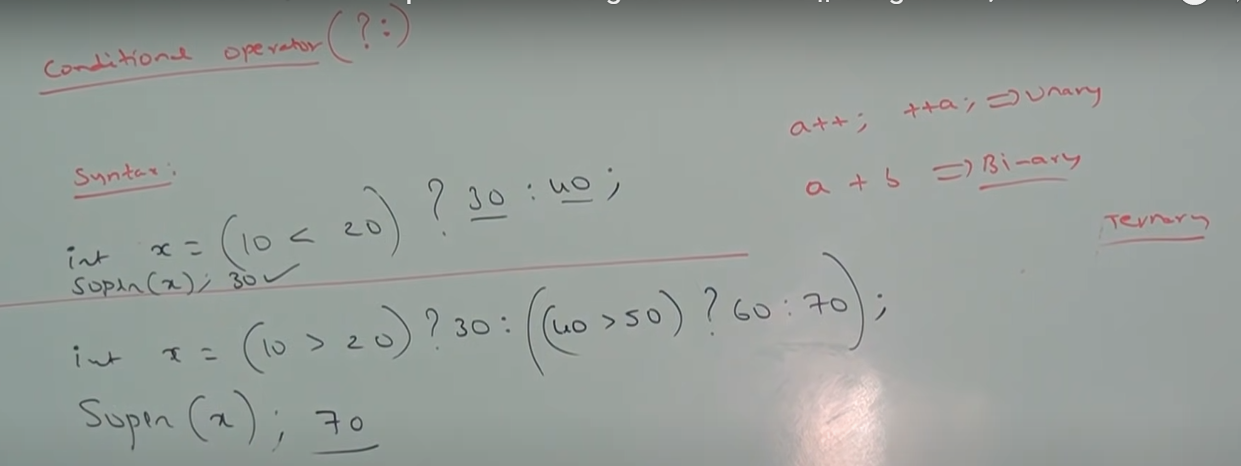 Conditional operator (?:)
a++; ++a; => Unary
a + b => Bi-ary
Ternary
Syntax:
int x = (10 < 20) ? 30 : 40;
Sopln(x); 30✓
int x = (10 > 20) ? 30 : ((40 > 50) ? 60 : 70);
Sopln(x); 70